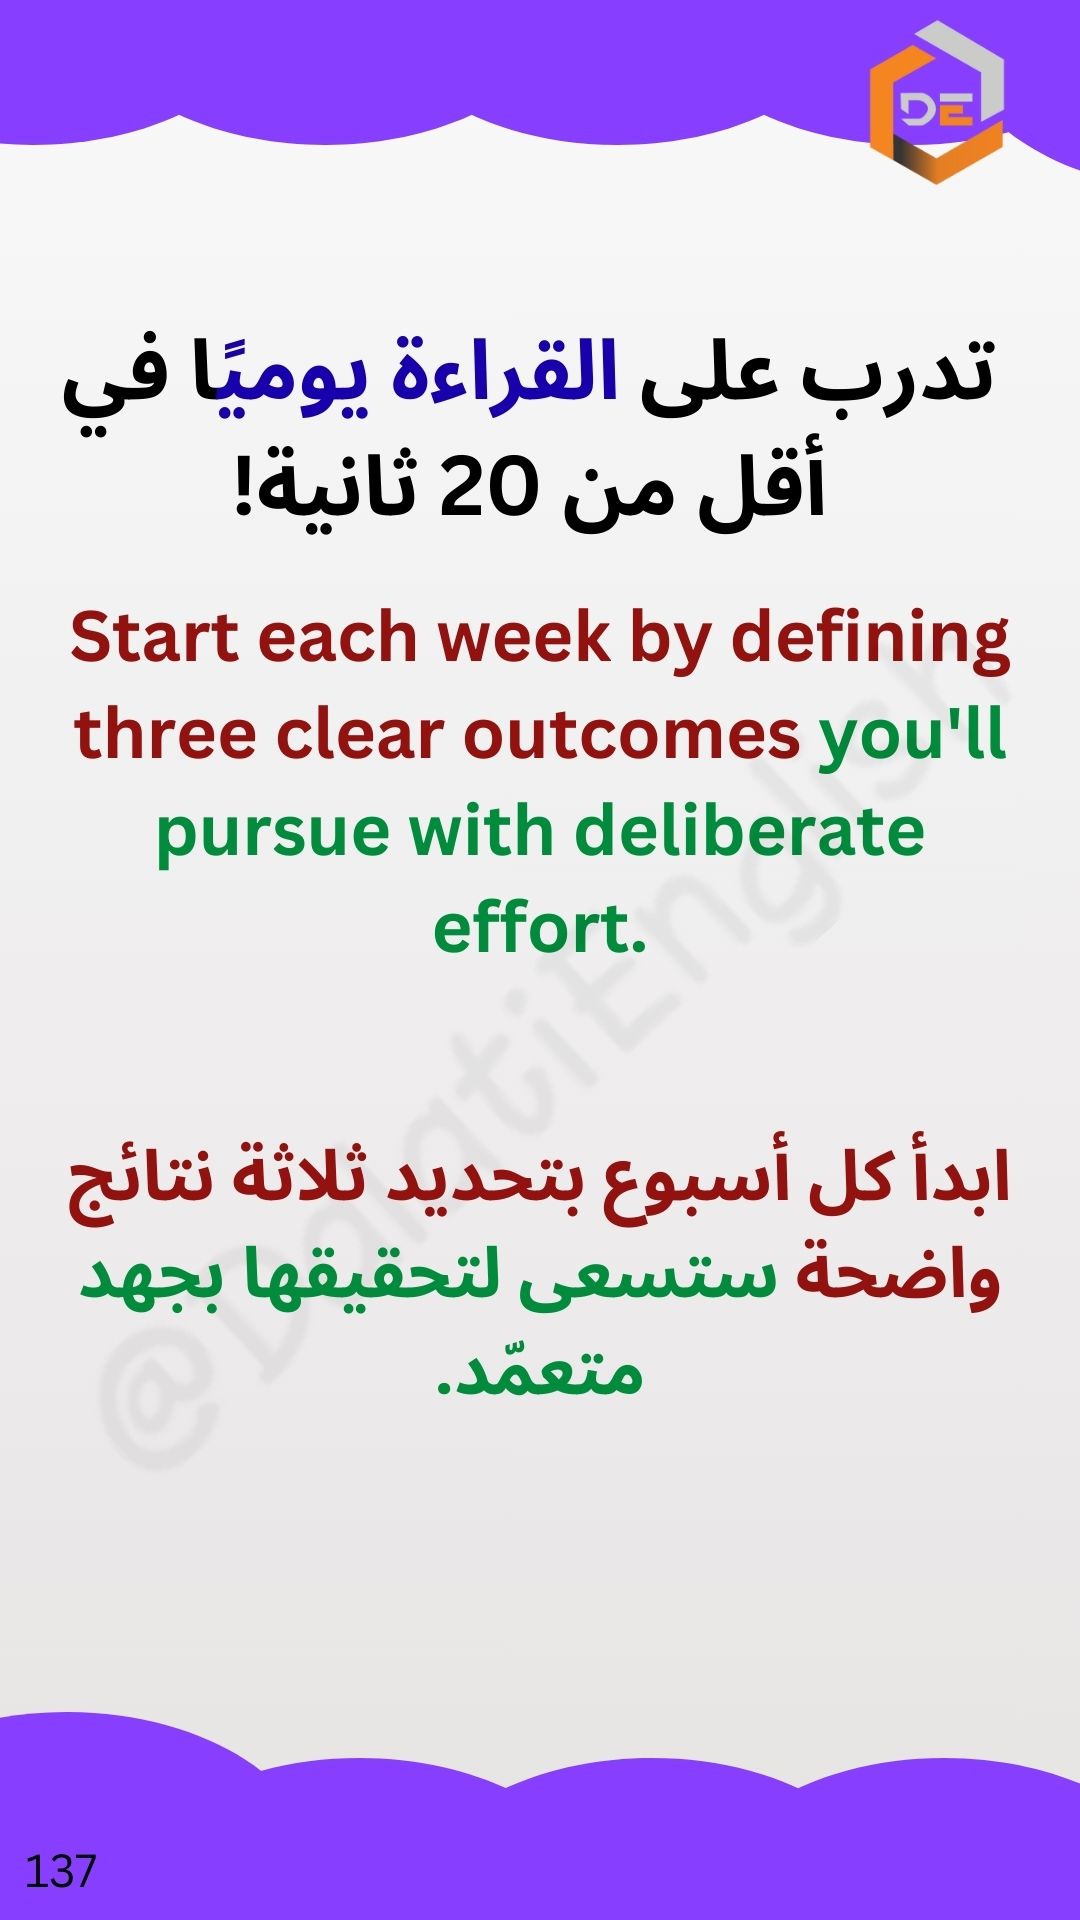 DE
تدرب على القراءة يوميًا في
أقل من 20 ثانية!
Start each week by defining
three clear outcomes you'll
pursue with deliberate
effort.
@DalatiEnglish
ابدأ كل أسبوع بتحديد ثلاثة نتائج
واضحة ستسعى لتحقيقها بجهد
متعمّد.
137